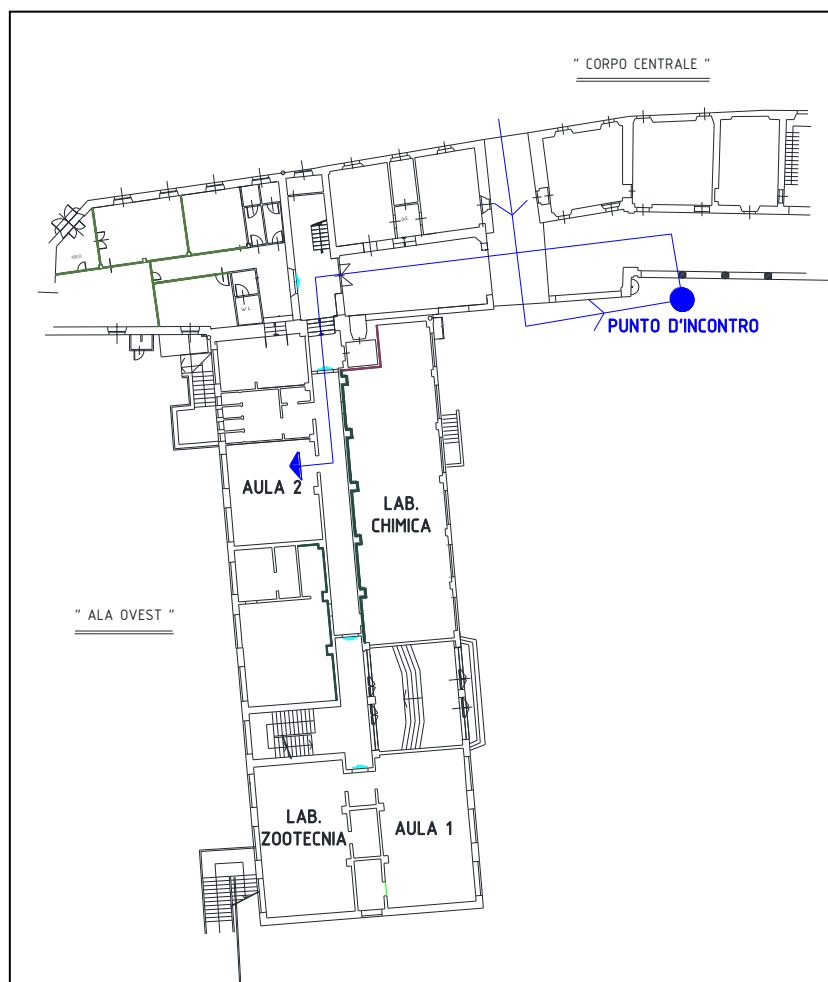 " CORPO CENTRALE "
PUNTO D'INCONTRO
W.C.
AULA 2
LAB.
CHIMICA
" ALA OVEST "
LAB.
ZOOTECNIA
AULA 1